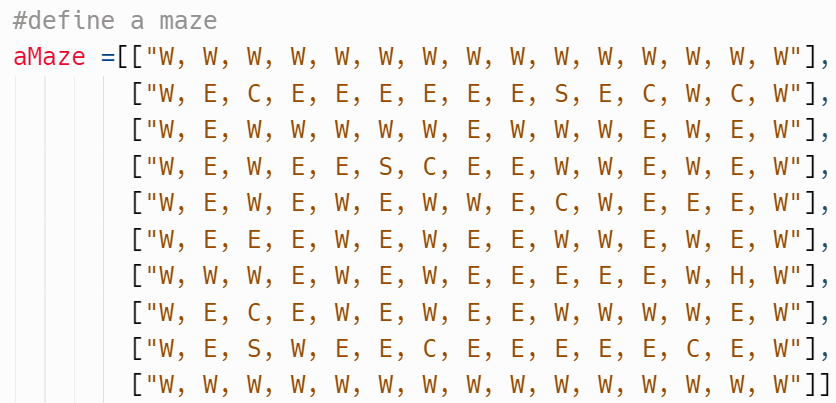 #define a maze
aMaze =[["W, W, W, W, W, W, W, W, W, W, W, W, W, W, W"],
["W, E, C, E, E, E, E, E, E, S, E, C, W, C, W"],
["W, E, W, W, W, W, W, E, W, W, W, E, W, E, W"],
["W, E, W, E, E, S, C, E, E, W, W, E, W, E, W"],
["W, E, W, E, W, E, W, W, E, C, W, E, E, E, W"],
["W, E, E, E, W, E, W, E, E, W, W, E, W, E, W"],
["W, W, W, E, W, E, W, E, E, E, E, E, W, H, W"],
["W, E, C, E, W, E, W, E, E, W, W, W, W, E, W"],
["W, E, S, W, E, E, C, E, E, E, E, E, C, E, W"],
["W, W, W, W, W, W, W, W, W, W, W, W, W, W, W"]]